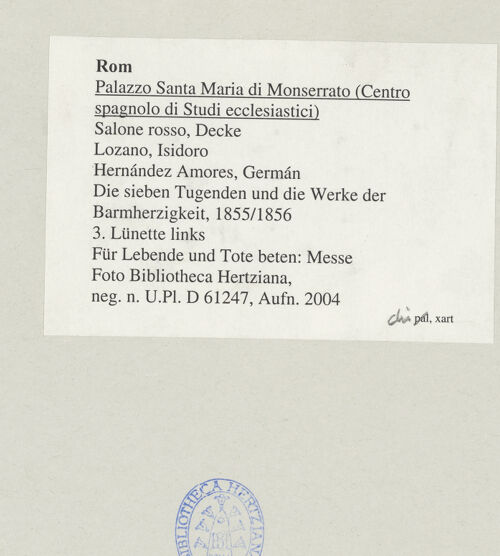 Rom
Palazzo Santa Maria di Monserrato (Centro
spagnolo di Studi ecclesiastici)
Salone rosso, Decke
Lozano, Isidoro
Hernández Amores, Germán
Die sieben Tugenden und die Werke der
Barmherzigkeit, 1855/1856
3. Lünette links
Für Lebende und Tote beten: Messe
Foto Bibliotheca Hertziana,
neg. n. U.Pl. D 61247, Aufn. 2004
pal, xart
BIBLIOTHECA HERTZIANA